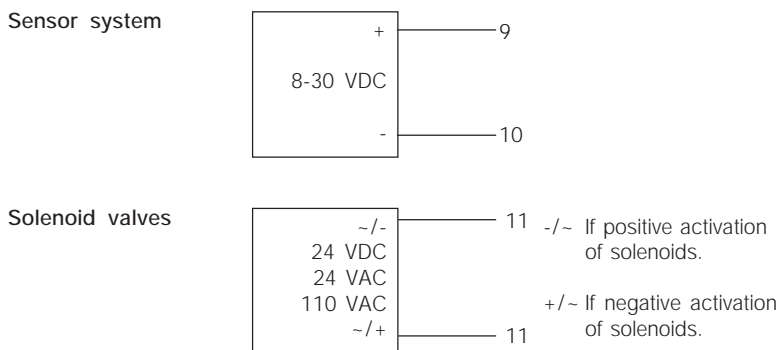 Sensor system
+
9
8-30 VDC
-
10
Solenoid valves
~/-
24 VDC
24 VAC
110 VAC
~/+
11
-/~ If positive activation
of solenoids.
+/~ If negative activation
of solenoids.
11